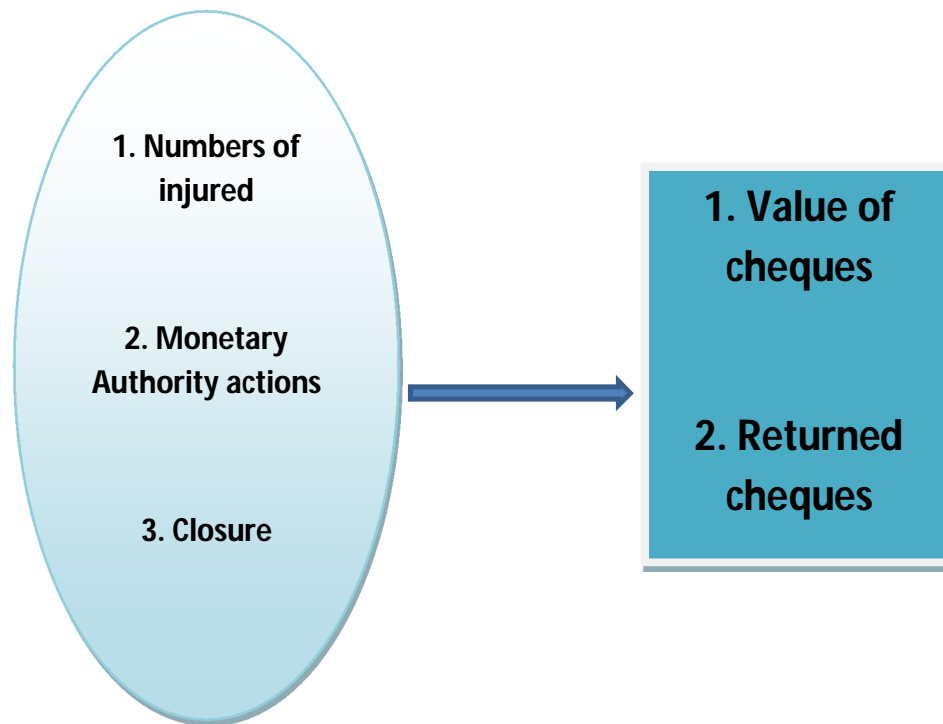 1. Numbers of
injured
2. Monetary
Authority actions
3. Closure
1. Value of
cheques
2. Returned
cheques